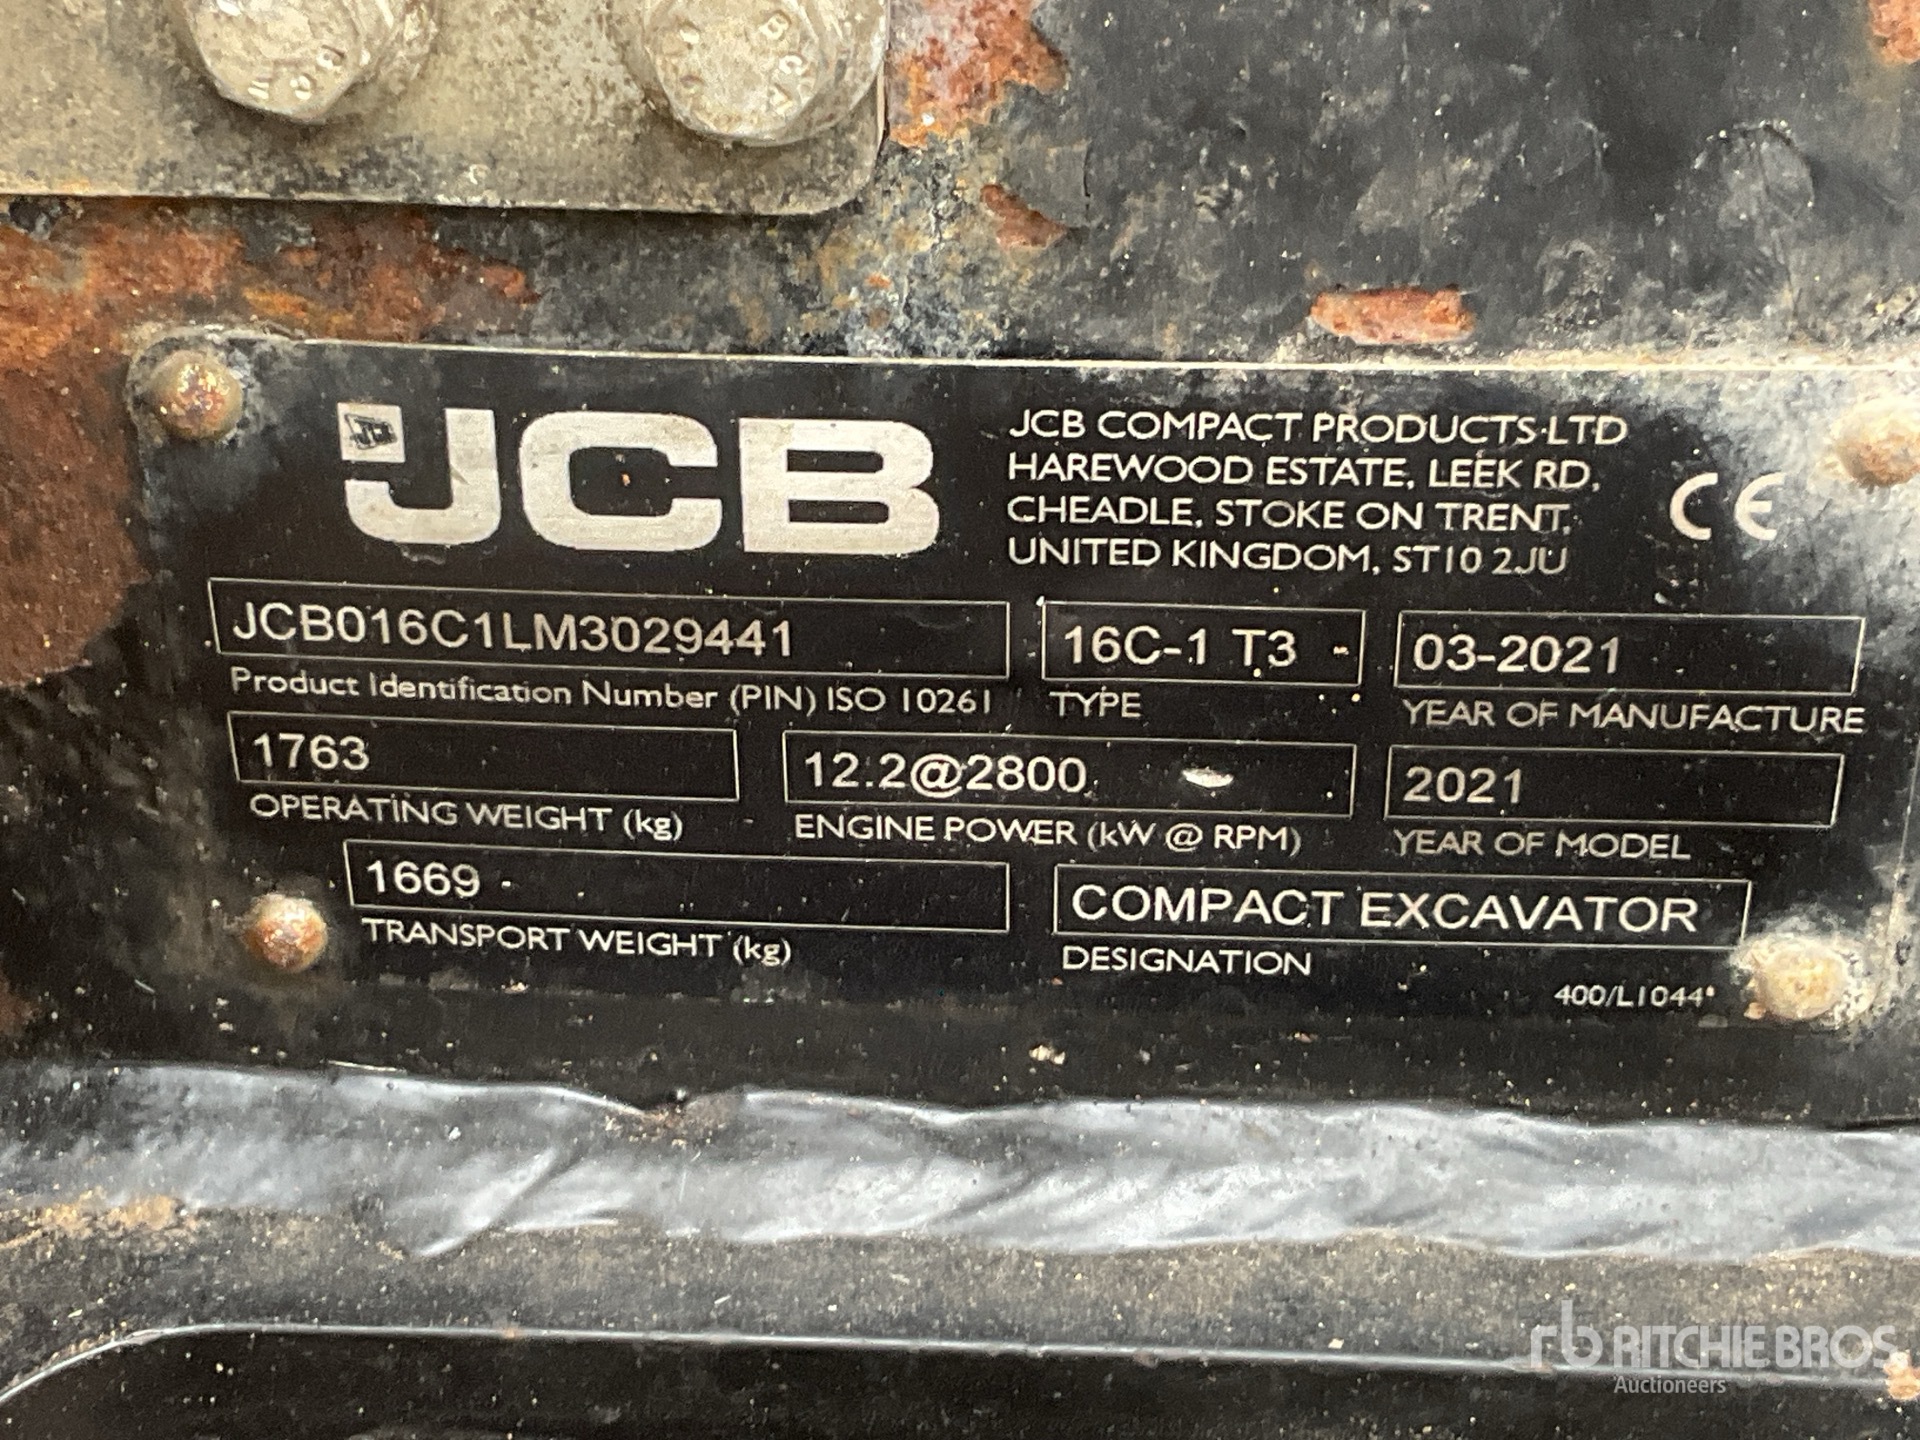 JCB
JCB COMPACT PRODUCTS LTD
HAREWOOD ESTATE, LEEK RD,
CHEADLE, STOKE ON TRENT,
UNITED KINGDOM, ST10 2JU
CE
JCB016C1LM3029441
Product Identification Number (PIN) ISO 10261
16C-1 T3
TYPE
03-2021
YEAR OF MANUFACTURE
1763
OPERATING WEIGHT (kg)
12.2@2800
ENGINE POWER (kW @ RPM)
2021
YEAR OF MODEL
1669
TRANSPORT WEIGHT (kg)
COMPACT EXCAVATOR
DESIGNATION
400/L1044
rb RITCHIE BROS
Auctioneers